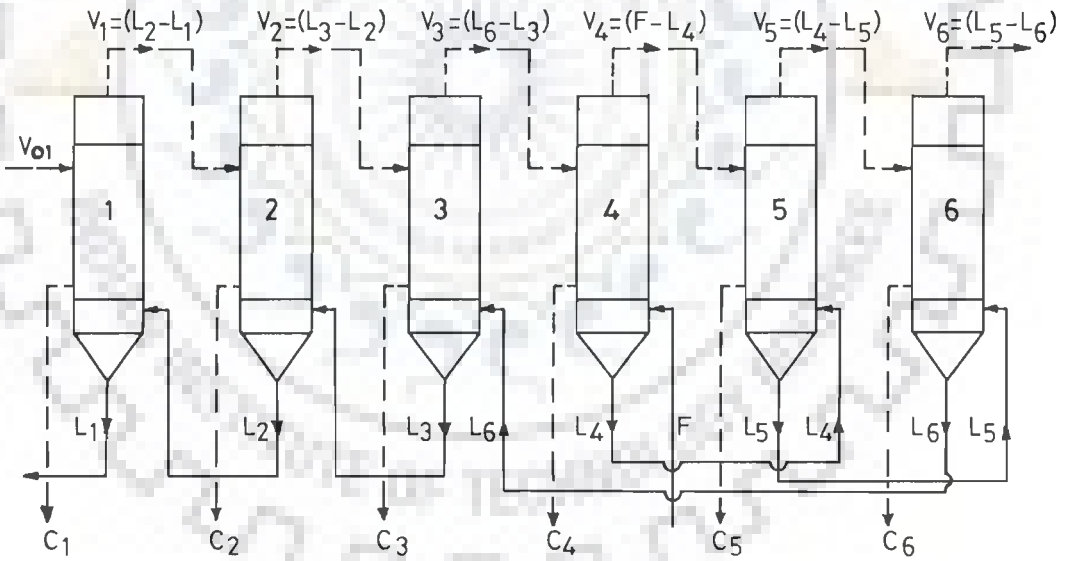 V₁=(L₂-L₁) V₂=(L₃-L₂) V₃=(L₆-L₃) V₄=(F-L₄) V₅=(L₄-L₅) V₆=(L₅-L₆)
V₀₁
1 2 3 4 5 6
L₁ L₂ L₃ L₆ L₄ F L₅ L₄ L₆ L₅
C₁ C₂ C₃ C₄ C₅ C₆